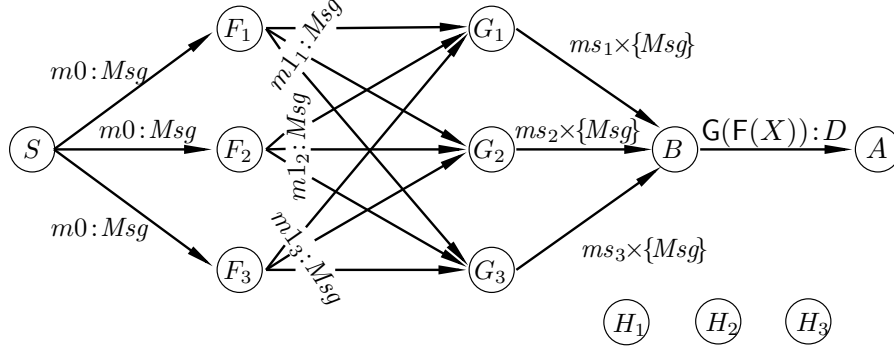 F₁
G₁
m1₁ : Msg
m0 : Msg
ms₁×{Msg}
S
m0 : Msg
F₂
m1₂ : Msg
G₂
ms₂×{Msg}
B
G(F(X)) : D
A
m0 : Msg
m1₃ : Msg
ms₃×{Msg}
F₃
G₃
H₁
H₂
H₃